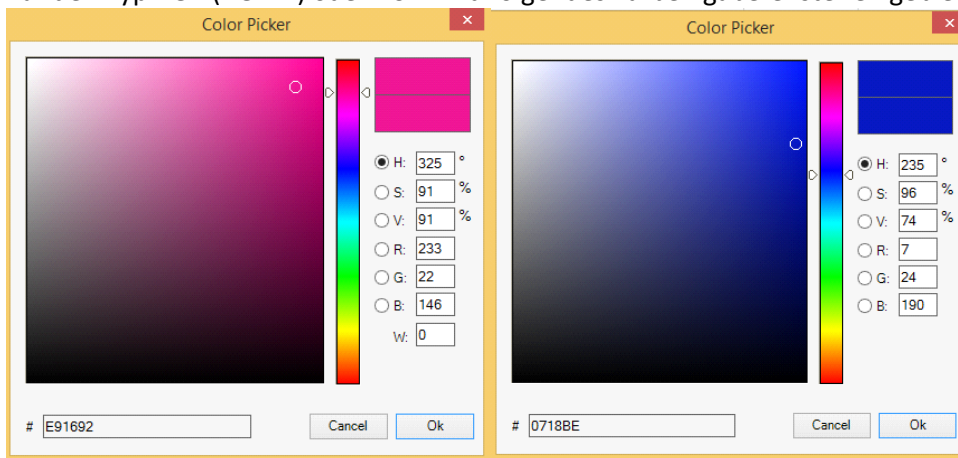 Color Picker
H: 325 °
S: 91 %
V: 91 %
R: 233
G: 22
B: 146
W: 0
# E91692
Cancel Ok
Color Picker
H: 235 °
S: 96 %
V: 74 %
R: 7
G: 24
B: 190
# 0718BE
Cancel Ok